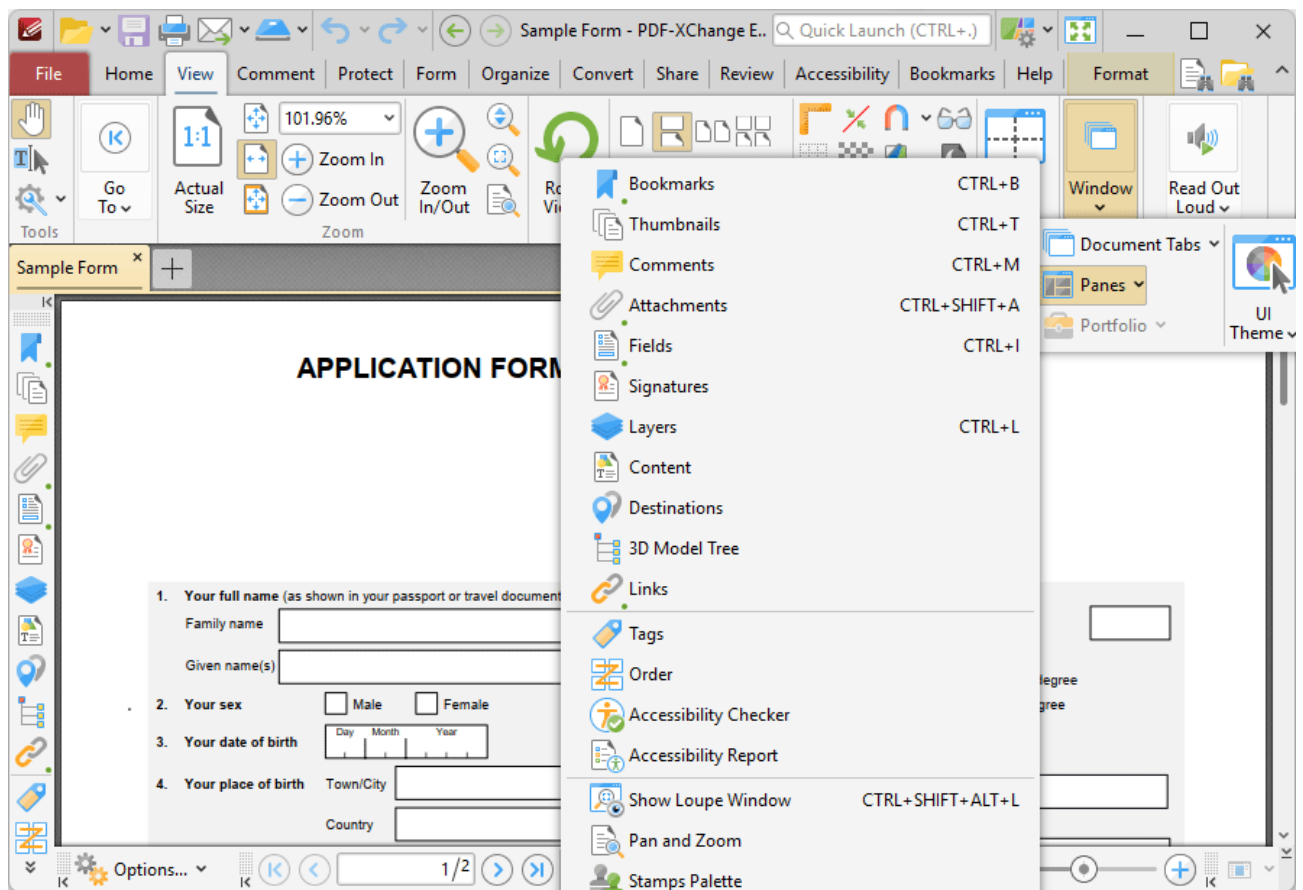 Sample Form - PDF-XChange E..
Quick Launch (CTRL+.)
File Home View Comment Protect Form Organize Convert Share Review Accessibility Bookmarks Help Format
1:1
101.96%
Zoom In
Zoom Out
Go To
Actual Size
Zoom In/Out
Window
Read Out Loud
Tools
Zoom
Sample Form
Document Tabs
Panes
Portfolio
UI Theme
Bookmarks CTRL+B
Thumbnails CTRL+T
Comments CTRL+M
Attachments CTRL+SHIFT+A
Fields CTRL+I
Signatures
Layers CTRL+L
Content
Destinations
3D Model Tree
Links
Tags
Order
Accessibility Checker
Accessibility Report
Show Loupe Window CTRL+SHIFT+ALT+L
Pan and Zoom
Stamps Palette
APPLICATION FORM
1. Your full name (as shown in your passport or travel document
Family name
Given name(s)
2. Your sex Male Female
3. Your date of birth Day Month Year
4. Your place of birth Town/City
Country
Options...
1/2